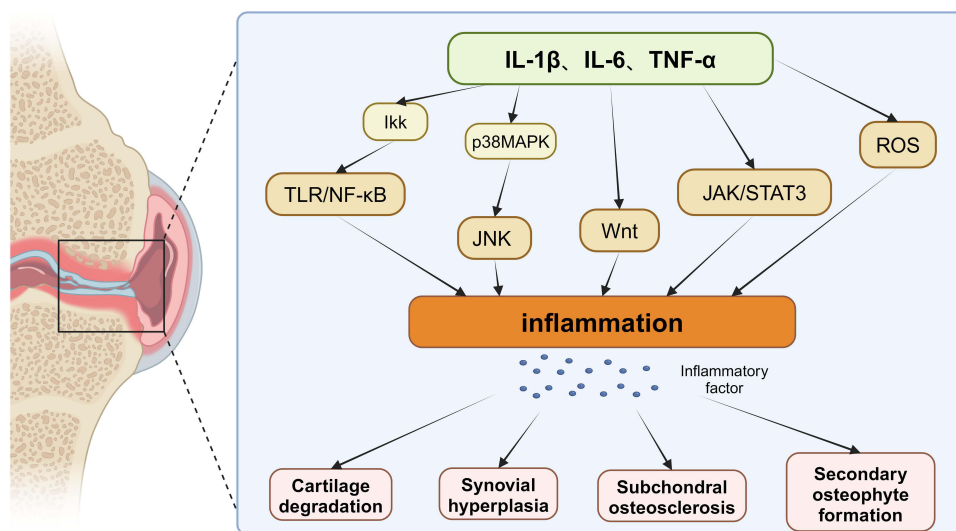 IL-1β、IL-6、TNF-α
Ikk
p38MAPK
ROS
TLR/NF-κB
JAK/STAT3
JNK
Wnt
inflammation
Inflammatory
factor
Cartilage
degradation
Synovial
hyperplasia
Subchondral
osteosclerosis
Secondary
osteophyte
formation